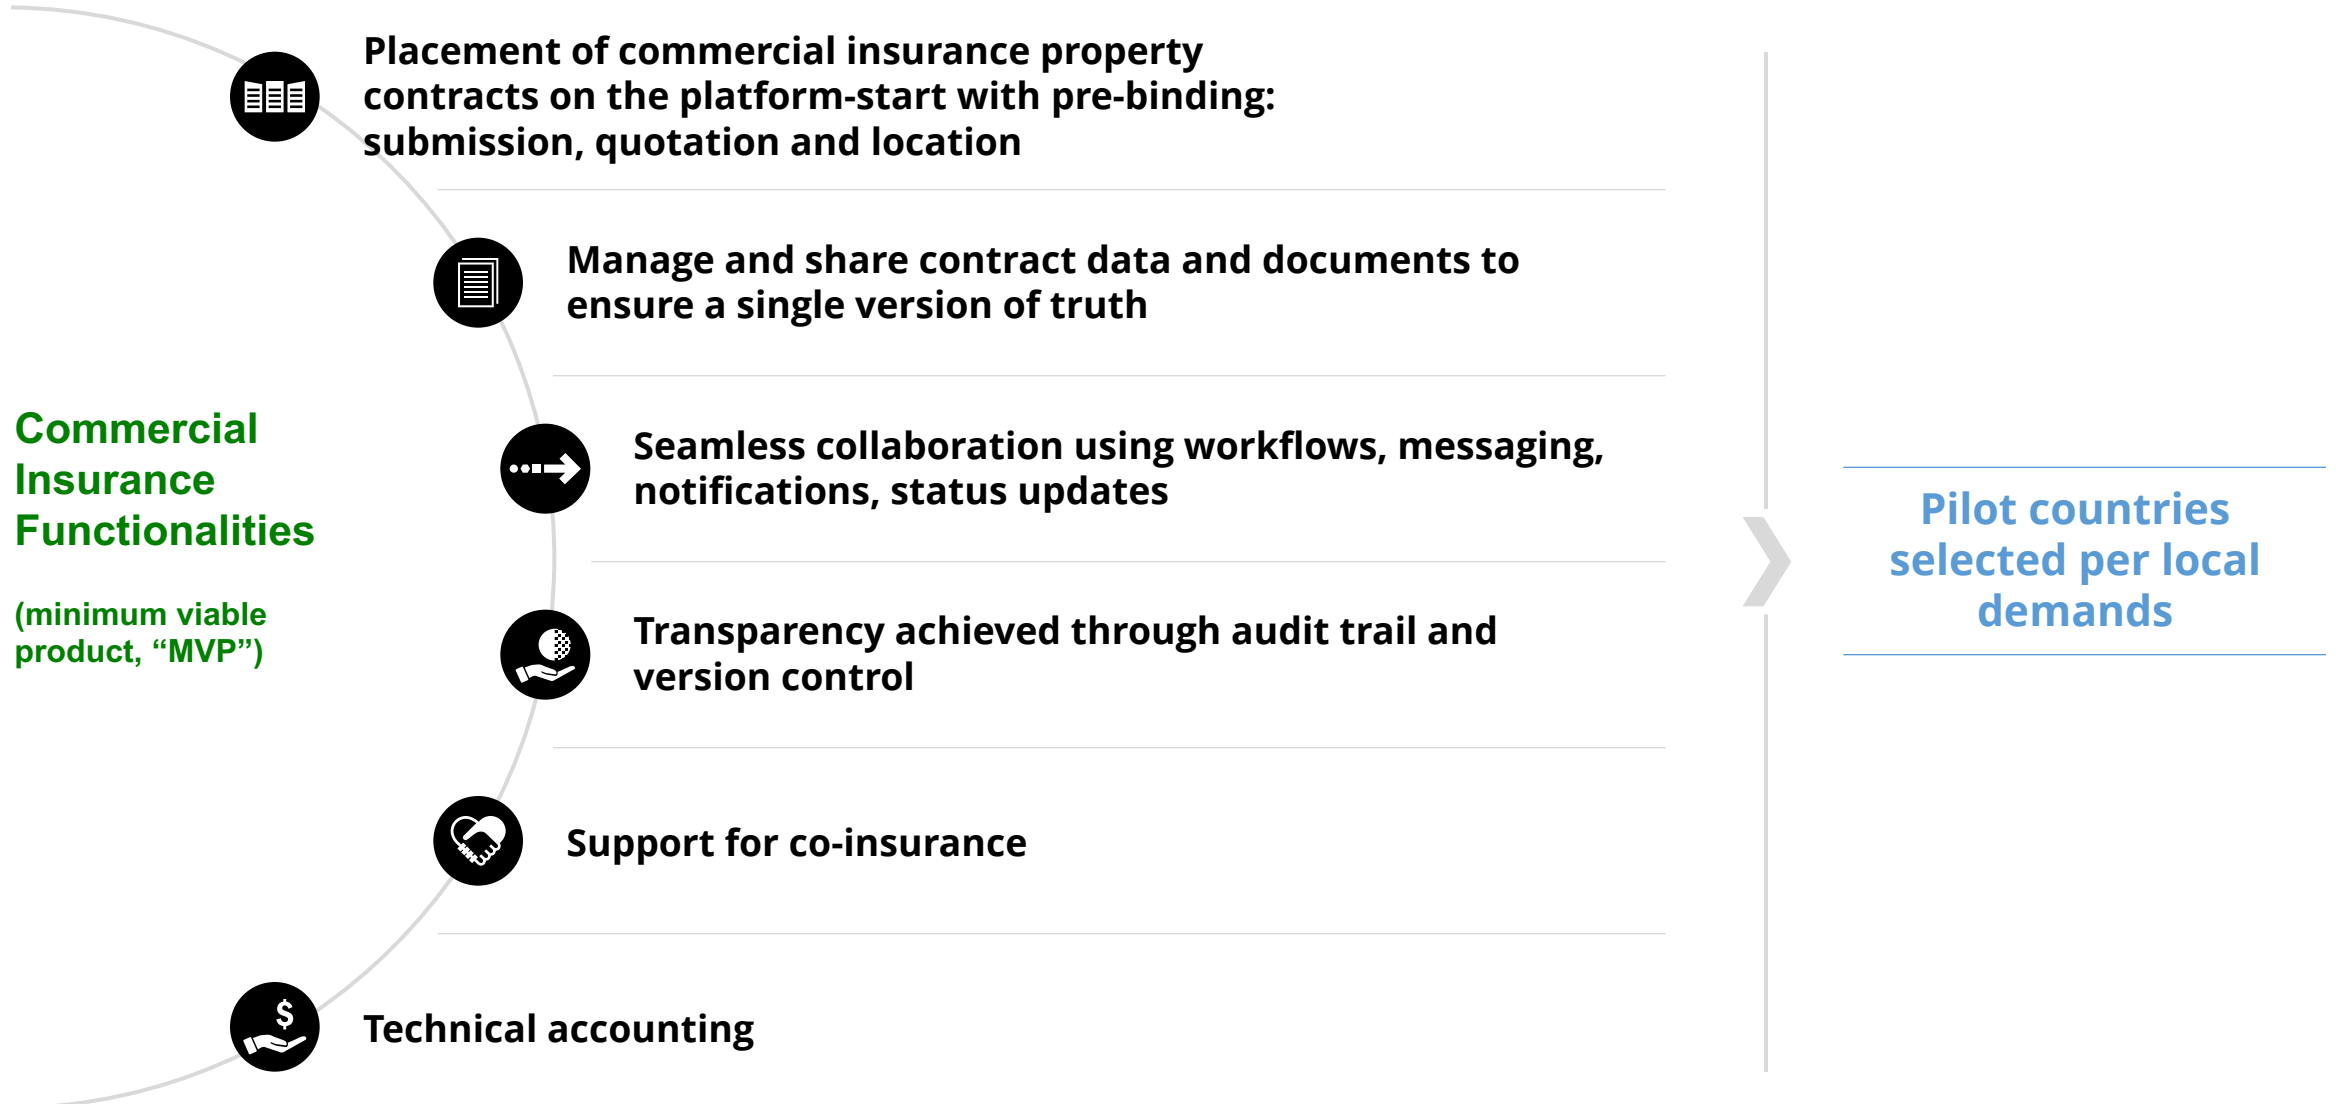 Commercial
Insurance
Functionalities
(minimum viable
product, “MVP”)
Placement of commercial insurance property
contracts on the platform-start with pre-binding:
submission, quotation and location
Manage and share contract data and documents to
ensure a single version of truth
Seamless collaboration using workflows, messaging,
notifications, status updates
Transparency achieved through audit trail and
version control
Support for co-insurance
$
Technical accounting
Pilot countries
selected per local
demands